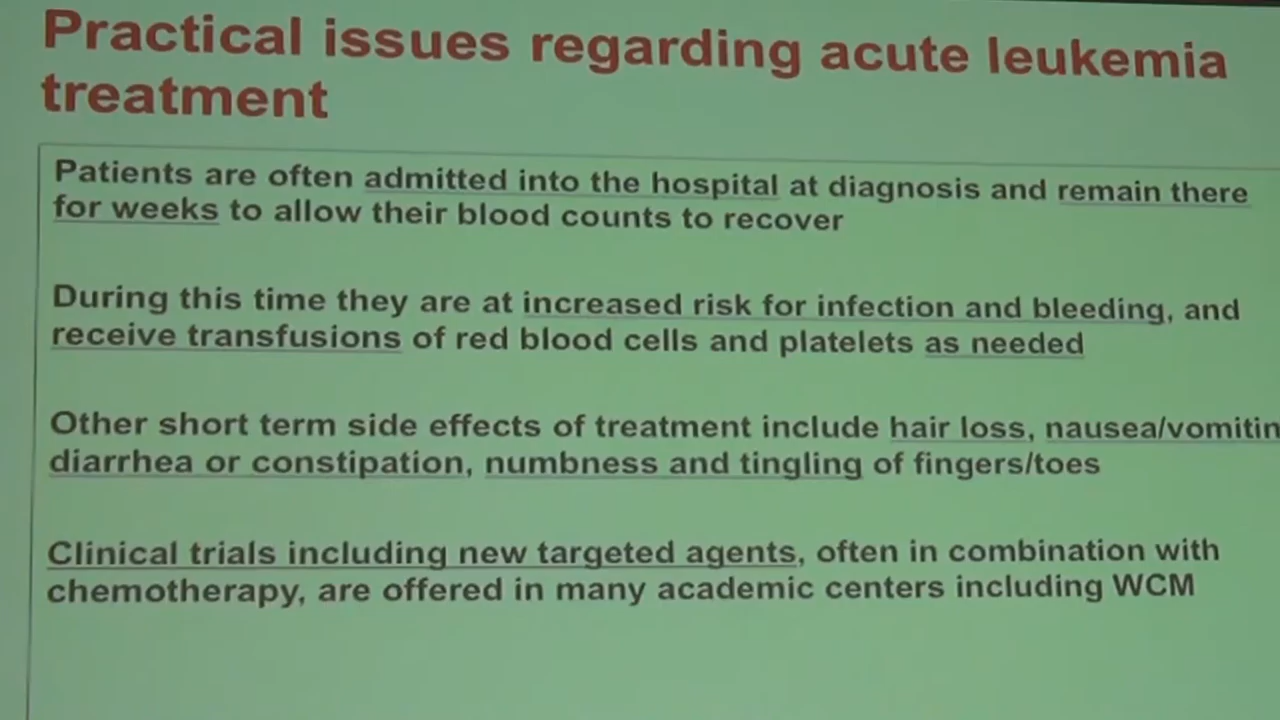 Practical issues regarding acute leukemia
treatment
Patients are often admitted into the hospital at diagnosis and remain there
for weeks to allow their blood counts to recover
During this time they are at increased risk for infection and bleeding, and
receive transfusions of red blood cells and platelets as needed
Other short term side effects of treatment include hair loss, nausea/vomitin
diarrhea or constipation, numbness and tingling of fingers/toes
Clinical trials including new targeted agents, often in combination with
chemotherapy, are offered in many academic centers including WCM